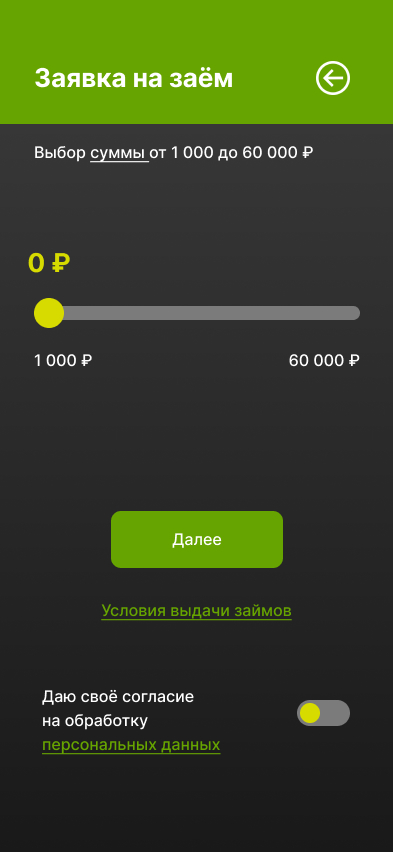 Заявка на заём
Выбор суммы от 1 000 до 60 000 ₽
0 ₽
1 000 ₽
60 000 ₽
Далее
Условия выдачи займов
Даю своё согласие
на обработку
персональных данных